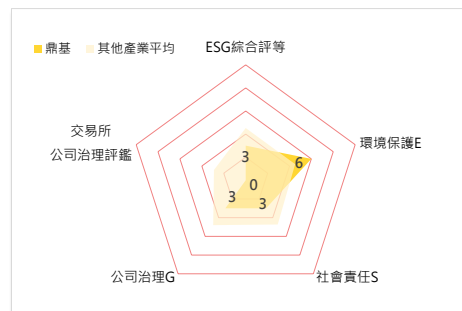 鼎基 其他產業平均
ESG綜合評等
環境保護E
社會責任S
公司治理G
交易所
公司治理評鑑
3
6
3
3
0